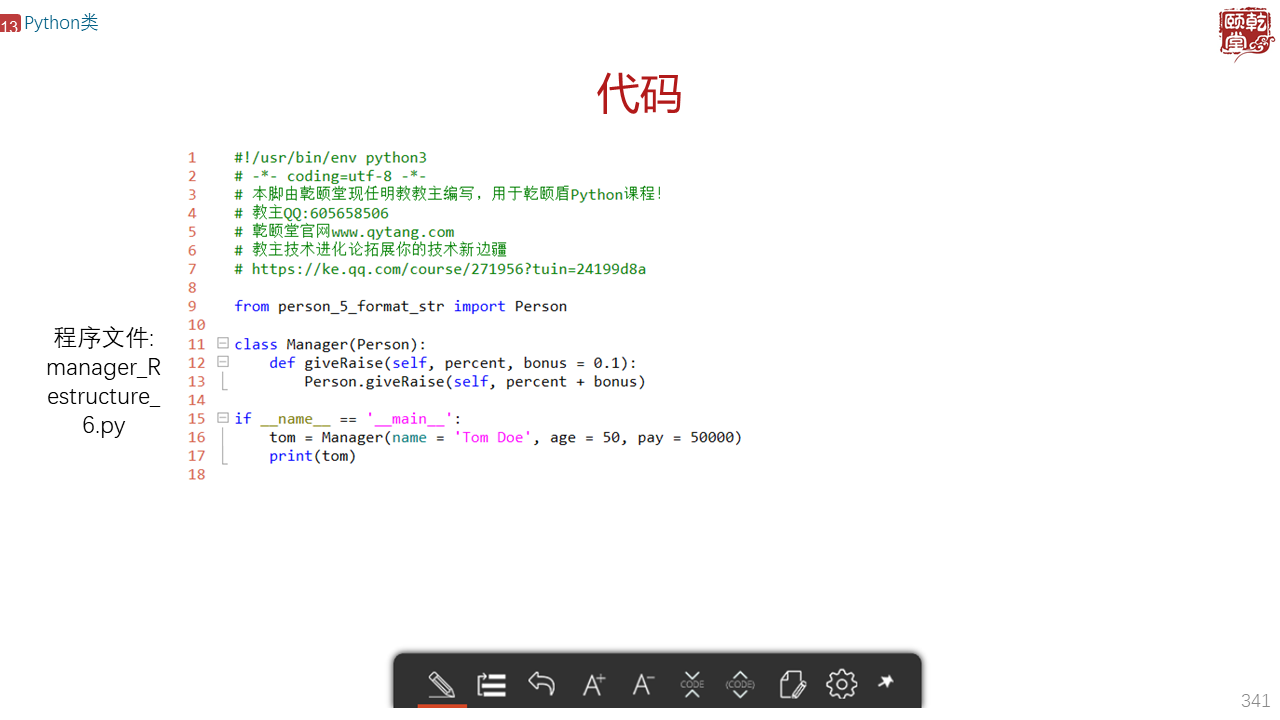 13 Python类
颐乾堂
代码
程序文件:
manager_R
estructure_
6.py
1 #!/usr/bin/env python3
2 # -*- coding=utf-8 -*-
3 # 本脚由乾颐堂现任明教教主编写，用于乾颐盾Python课程！
4 # 教主QQ:605658506
5 # 乾颐堂官网www.qytang.com
6 # 教主技术进化论拓展你的技术新边疆
7 # https://ke.qq.com/course/271956?tuin=24199d8a
8
9 from person_5_format_str import Person
10
11 class Manager(Person):
12     def giveRaise(self, percent, bonus = 0.1):
13         Person.giveRaise(self, percent + bonus)
14
15 if __name__ == '__main__':
16     tom = Manager(name = 'Tom Doe', age = 50, pay = 50000)
17     print(tom)
18
A+ A- CODE (CODE)
341